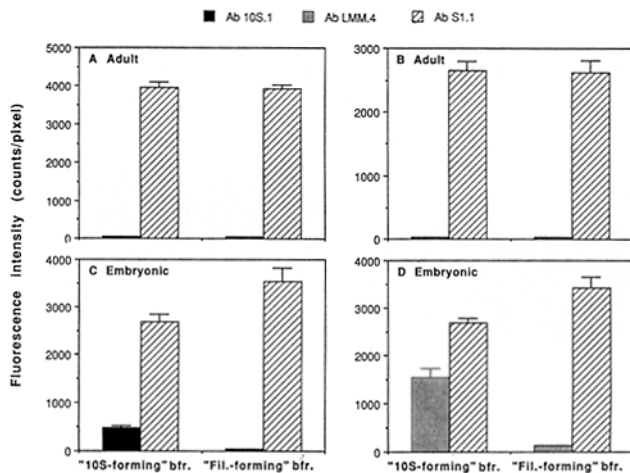 Ab 10S.1 Ab LMM.4 Ab S1.1
Fluorescence Intensity (counts/pixel)
A Adult
5000
4000
3000
2000
1000
0
B Adult
3000
2000
1000
0
C Embryonic
3000
2000
1000
0
"10S-forming" bfr. "Fil.-forming" bfr.
D Embryonic
4000
3000
2000
1000
0
"10S-forming" bfr. "Fil.-forming" bfr.